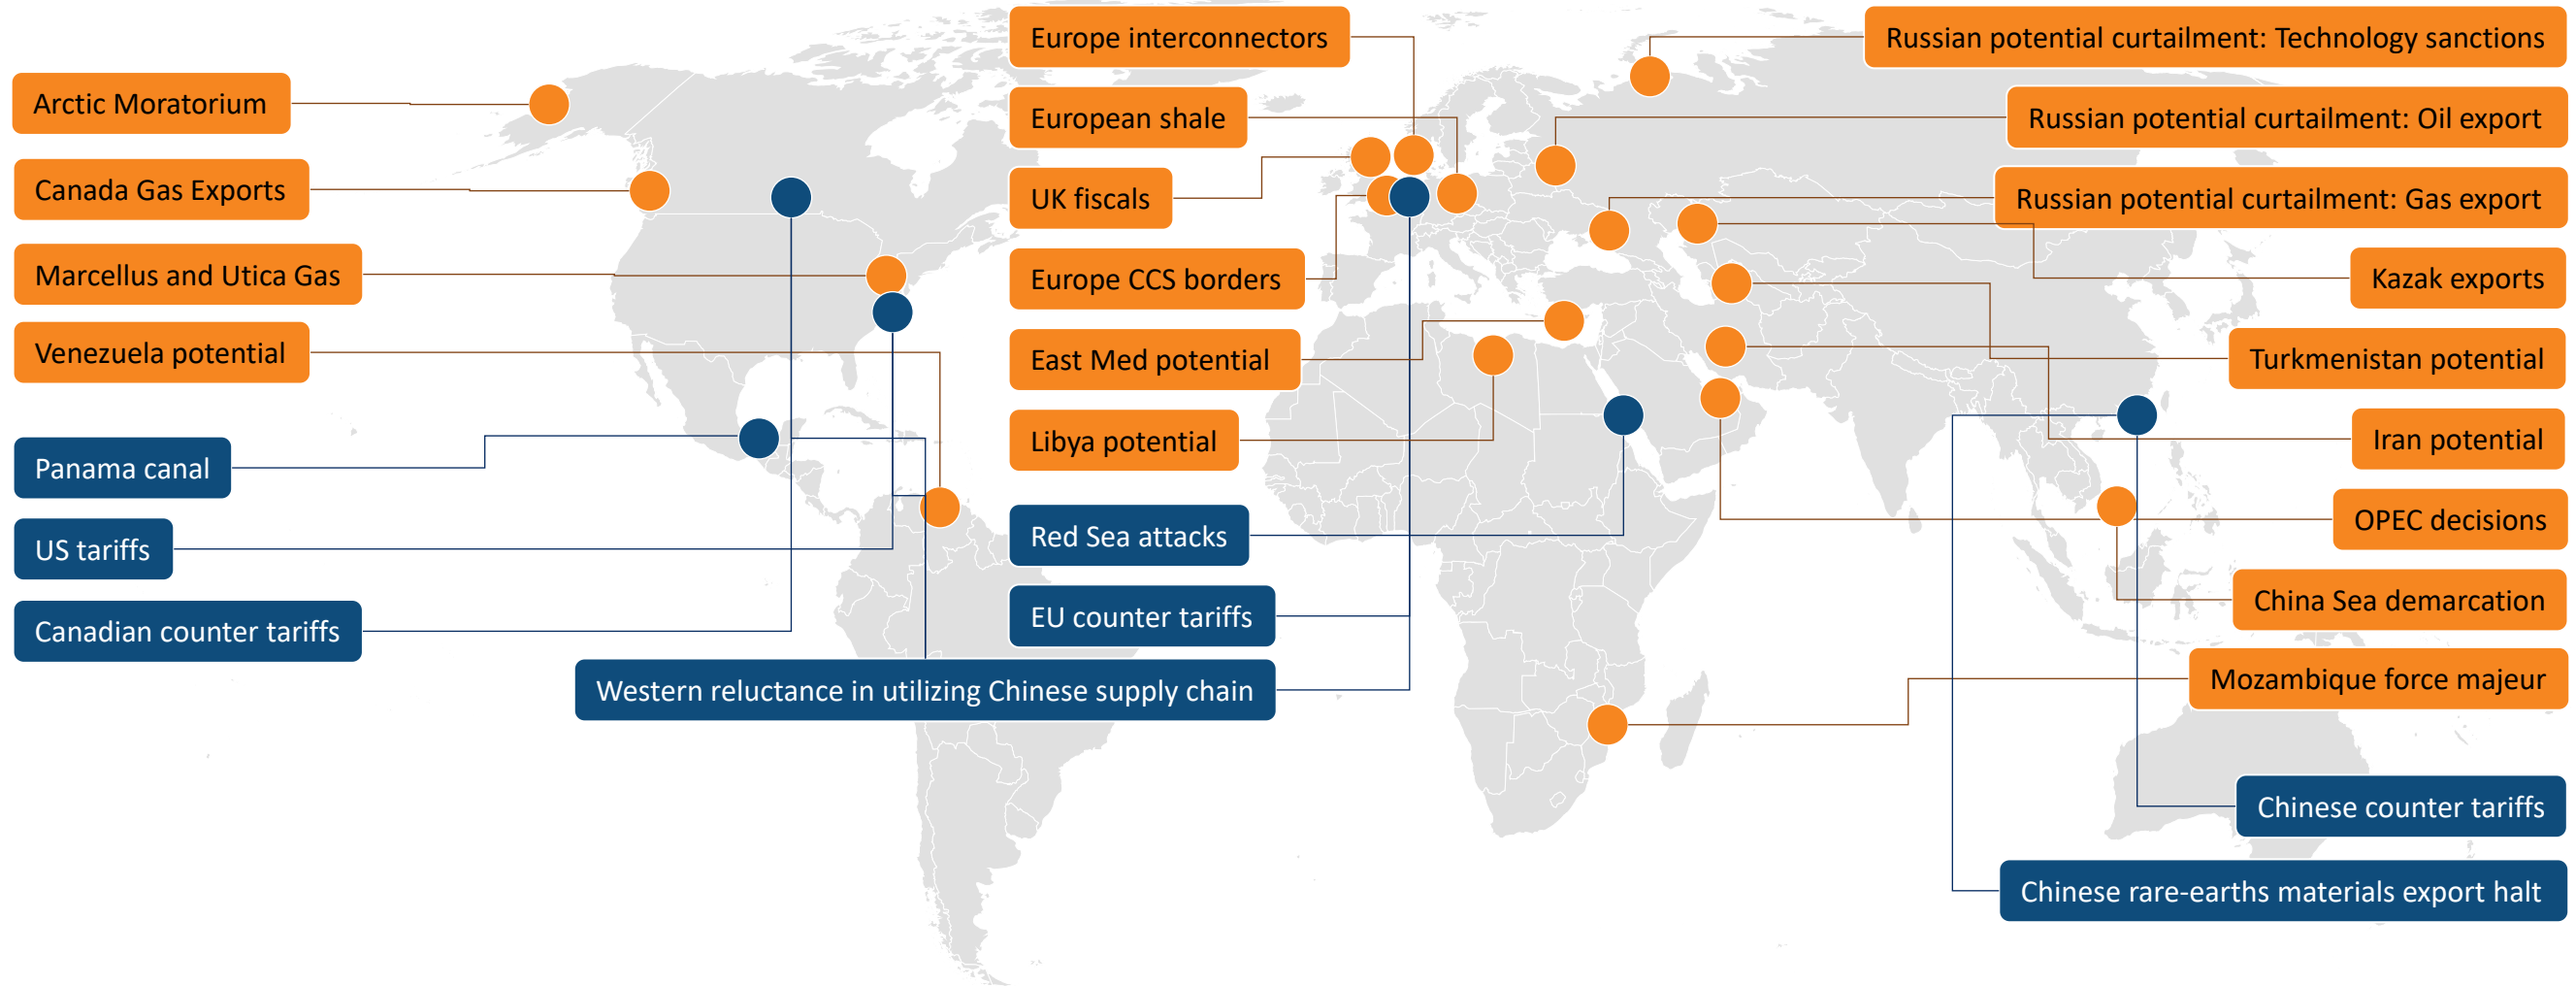 Arctic Moratorium
Canada Gas Exports
Marcellus and Utica Gas
Venezuela potential
Panama canal
US tariffs
Canadian counter tariffs
Europe interconnectors
European shale
UK fiscals
Europe CCS borders
East Med potential
Libya potential
Red Sea attacks
EU counter tariffs
Western reluctance in utilizing Chinese supply chain
Russian potential curtailment: Technology sanctions
Russian potential curtailment: Oil export
Russian potential curtailment: Gas export
Kazak exports
Turkmenistan potential
Iran potential
OPEC decisions
China Sea demarcation
Mozambique force majeur
Chinese counter tariffs
Chinese rare-earths materials export halt